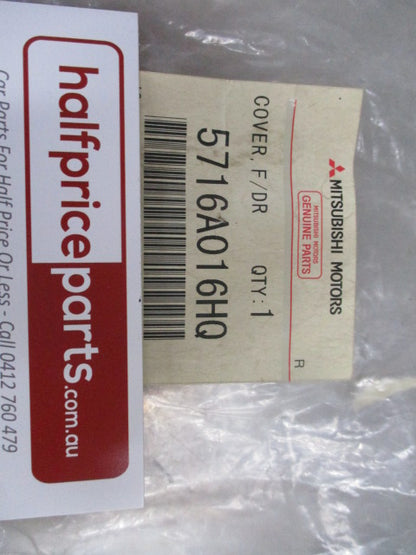 MITSUBISHI MOTORS
MITSUBISHI MOTORS
GENUINE PARTS
R
COVER, F/DR QTY:1
5716A016HQ
halfpriceparts.com.au
Car Parts For Half Price Or Less - Call 0412 760 479